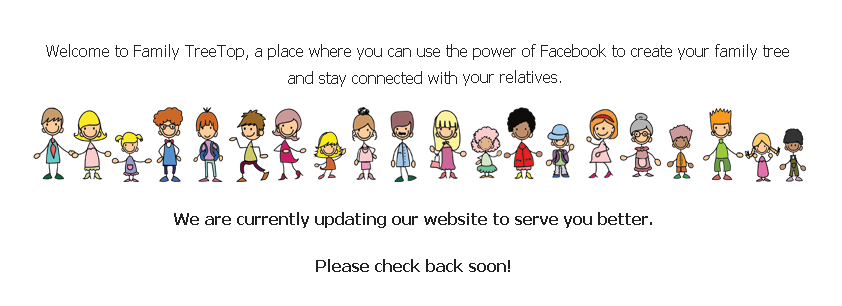 Welcome to Family TreeTop, a place where you can use the power of Facebook to create your family tree
and stay connected with your relatives.
We are currently updating our website to serve you better.
Please check back soon!